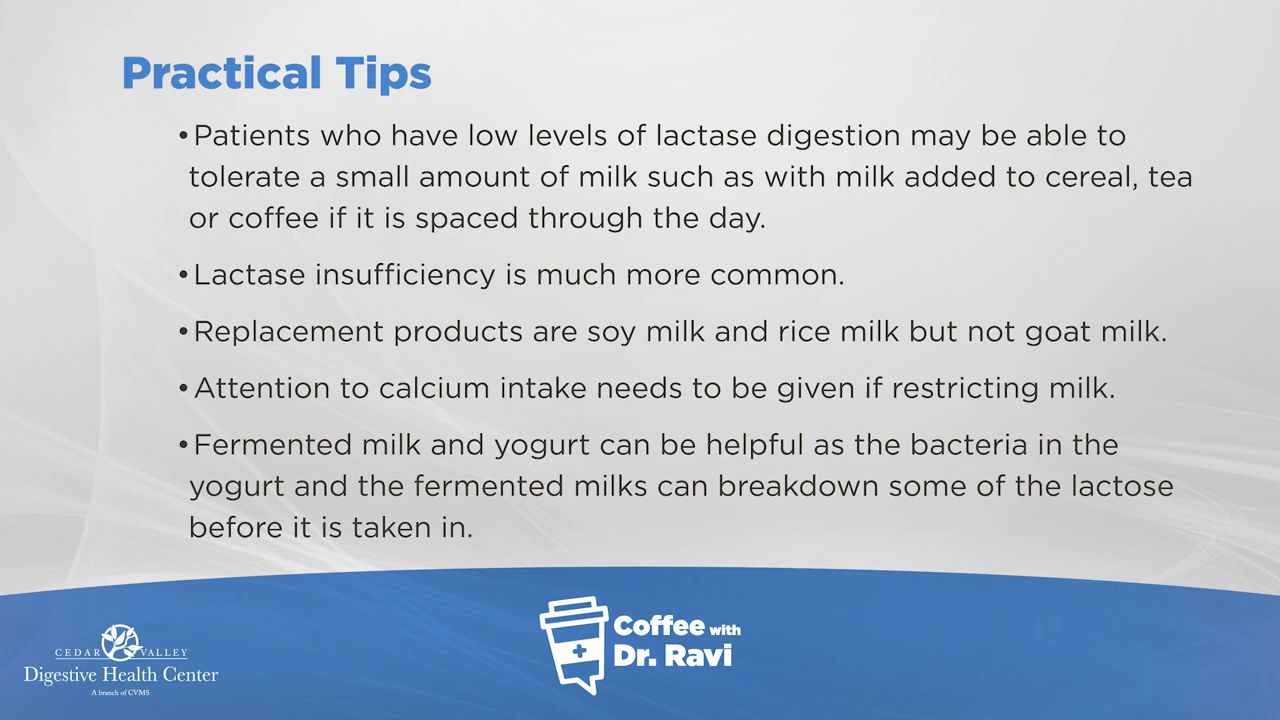 Practical Tips
•Patients who have low levels of lactase digestion may be able to
tolerate a small amount of milk such as with milk added to cereal, tea
or coffee if it is spaced through the day.
•Lactase insufficiency is much more common.
•Replacement products are soy milk and rice milk but not goat milk.
•Attention to calcium intake needs to be given if restricting milk.
•Fermented milk and yogurt can be helpful as the bacteria in the
yogurt and the fermented milks can breakdown some of the lactose
before it is taken in.
CEDAR VALLEY
Digestive Health Center
A branch of CVMS
Coffee with
Dr. Ravi